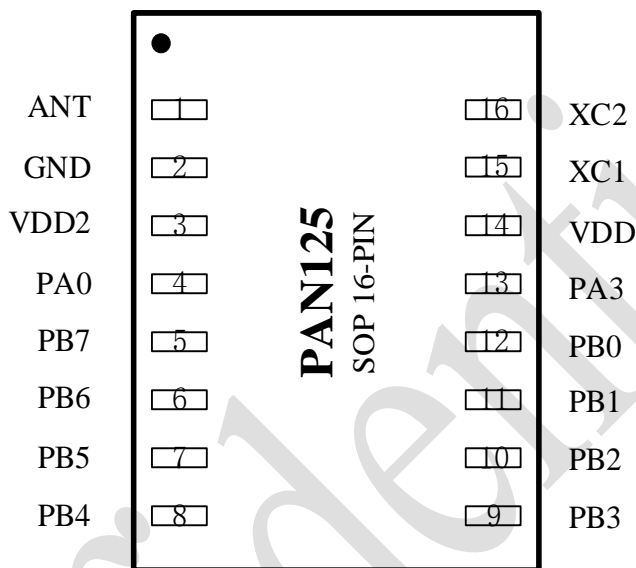 ANT 1 16 XC2
GND 2 15 XC1
VDD2 3 14 VDD
PA0 4 13 PA3
PB7 5 12 PB0
PB6 6 11 PB1
PB5 7 10 PB2
PB4 8 9 PB3
PAN125
SOP 16-PIN